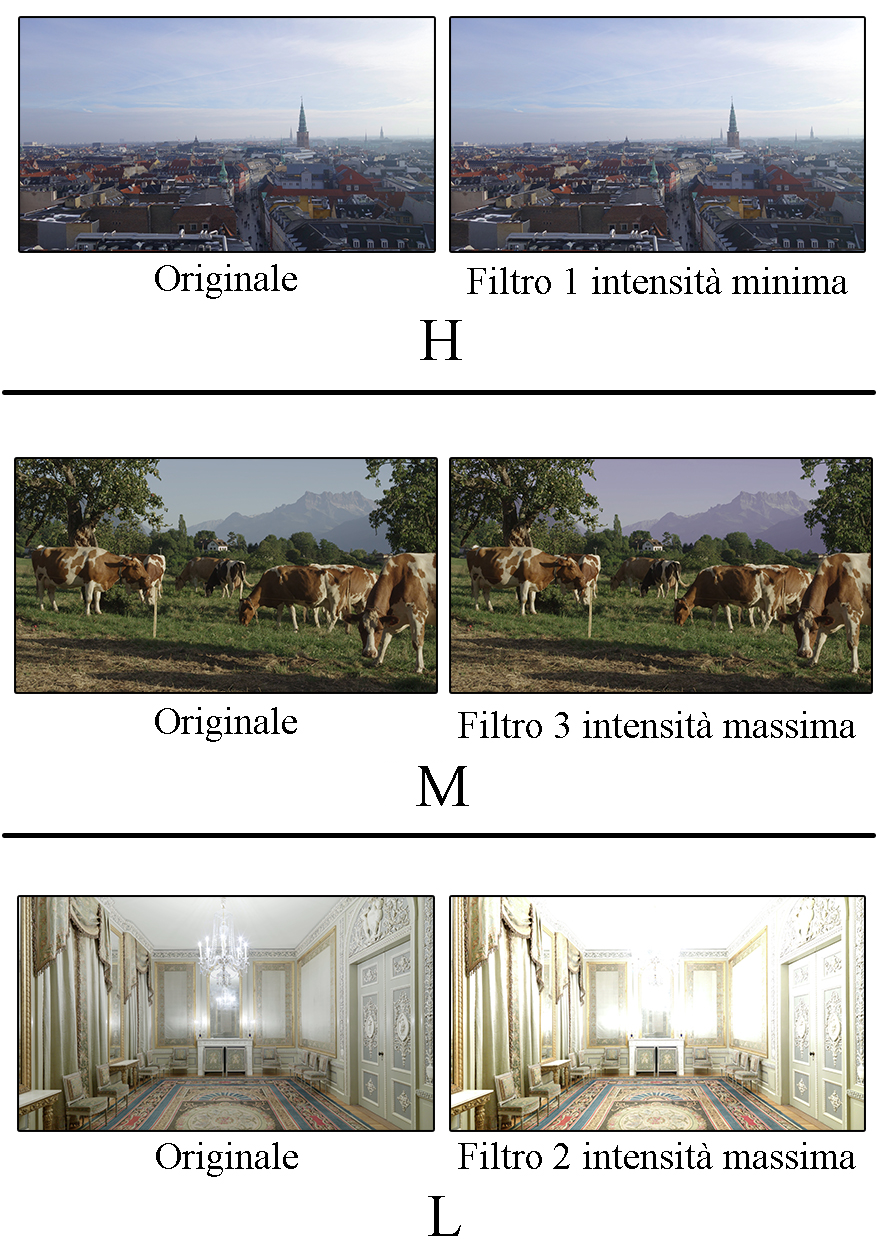 Originale
Filtro 1 intensità minima
H
Originale
Filtro 3 intensità massima
M
Originale
Filtro 2 intensità massima
L